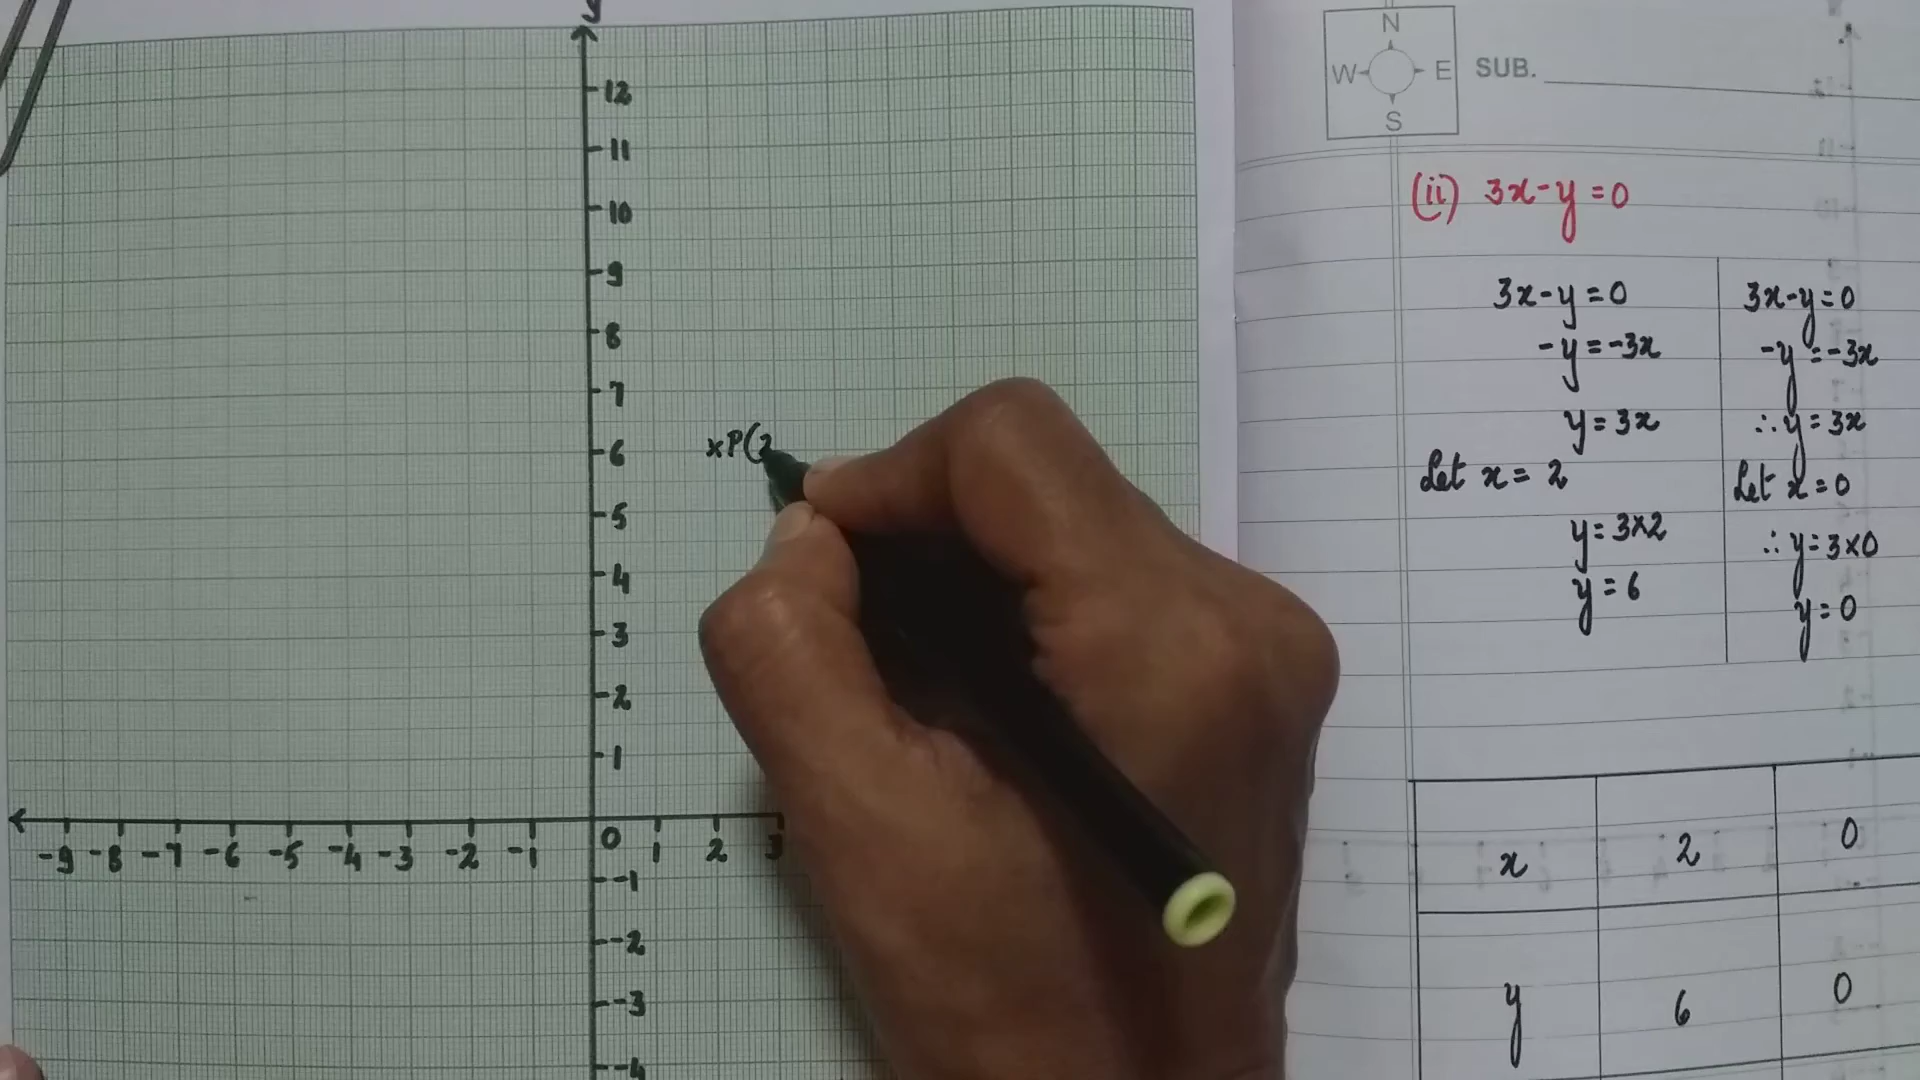 12
11
10
9
8
7
6
xP(2
5
4
3
2
1
-9 -8 -7 -6 -5 -4 -3 -2 -1 0 1 2 3
-1
-2
-3
-4
N
W E SUB.
S
(ii) 3x-y=0
3x-y=0
-y=-3x
y=3x
Let x=2
y=3×2
y=6
3x-y=0
-y=-3x
∴y=3x
Let x=0
∴y=3×0
y=0
x 2 0
y 6 0